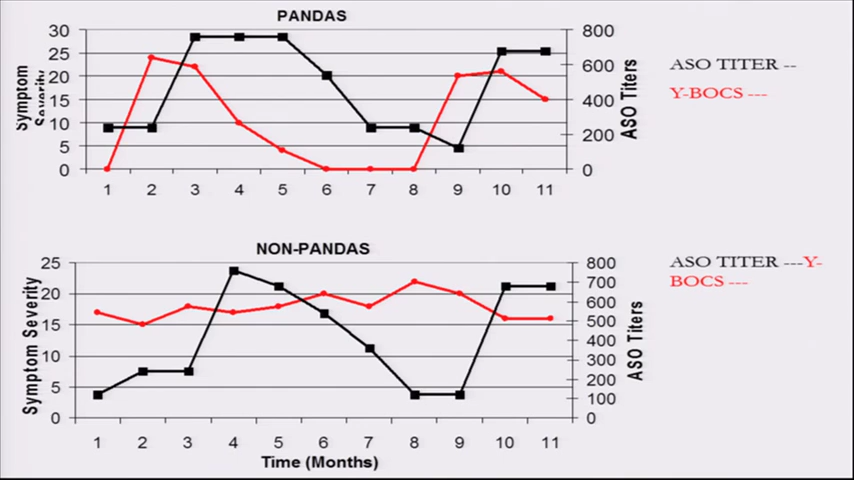 PANDAS
30
25
20
15
10
5
0
Symptom
Severity
800
600
400
200
0
ASO Titers
1 2 3 4 5 6 7 8 9 10 11
ASO TITER --
Y-BOCS ---
NON-PANDAS
25
20
15
10
5
0
Symptom Severity
800
700
600
500
400
300
200
100
0
ASO Titers
1 2 3 4 5 6 7 8 9 10 11
Time (Months)
ASO TITER ---Y-
BOCS ---